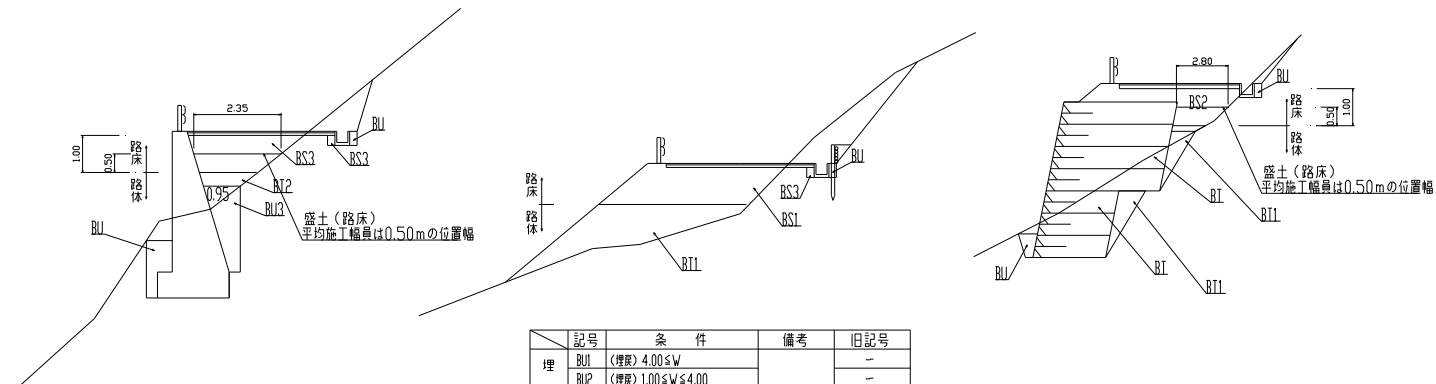 2.35
BU
BS3
BS3
1.00
0.50
路床
路体
BT2
0.95
BU3
BU
盛土（路床）
平均施工幅員は0.50mの位置幅
路床
路体
BU
BS3
BS1
BT1
2.80
BU
BS2
路床
路体
0.50
1.00
盛土（路床）
平均施工幅員は0.50mの位置幅
BT1
BT
BT
BT1
BU
記号 条 件 備考 旧記号
埋 BU1 (埋戻) 4.00≦W －
BU2 (埋戻) 1.00≦W≦4.00 －